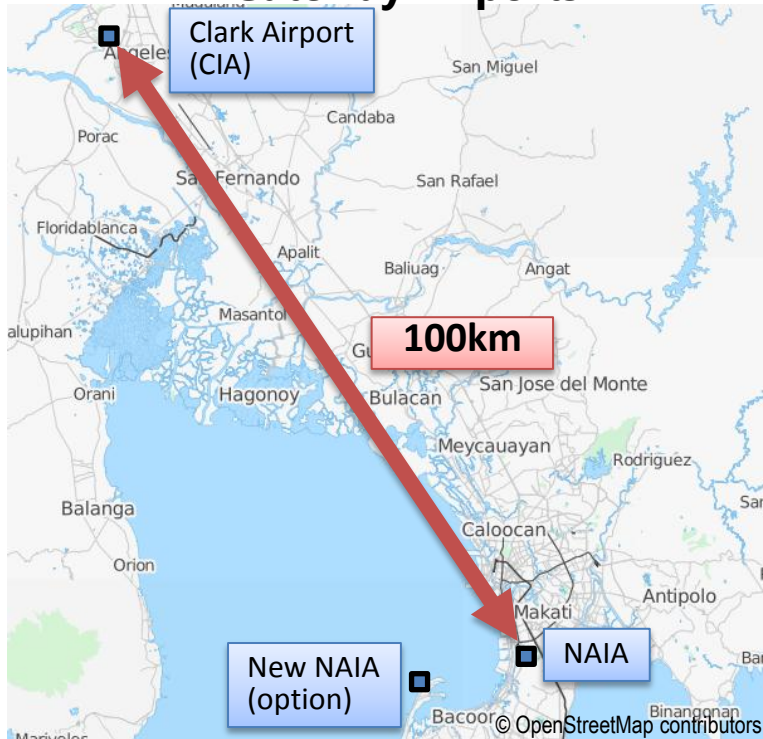 Clark Airport
(CIA)
San Miguel
Candaba
Porac
San Fernando
San Rafael
Floridablanca
Apalit
Baliuag
Angat
Masantol
100km
San Jose del Monte
Orani
Hagonoy
Bulacan
Meycauayan
Rodriguez
Balanga
Caloocan
Orion
Antipolo
Makati
NAIA
New NAIA
(option)
Bacoor
Binangonan
© OpenStreetMap contributors